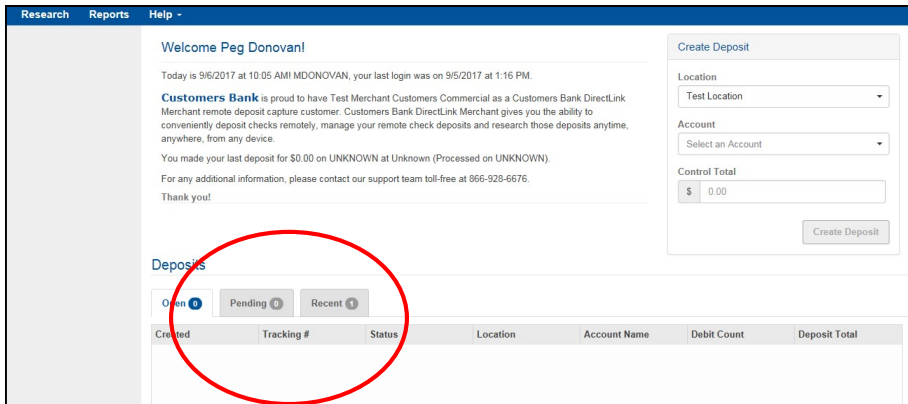 Research Reports Help
Welcome Peg Donovan!
Today is 9/6/2017 at 10:05 AM! MDONOVAN, your last login was on 9/5/2017 at 1:16 PM.
Customers Bank is proud to have Test Merchant Customers Commercial as a Customers Bank DirectLink
Merchant remote deposit capture customer. Customers Bank DirectLink Merchant gives you the ability to
conveniently deposit checks remotely, manage your remote check deposits and research those deposits anytime,
anywhere, from any device.
You made your last deposit for $0.00 on UNKNOWN at Unknown (Processed on UNKNOWN).
For any additional information, please contact our support team toll-free at 866-928-6676.
Thank you!
Create Deposit
Location
Test Location
Account
Select an Account
Control Total
$ 0.00
Create Deposit
Deposits
Open 0 Pending 0 Recent 1
Created Tracking # Status Location Account Name Debit Count Deposit Total